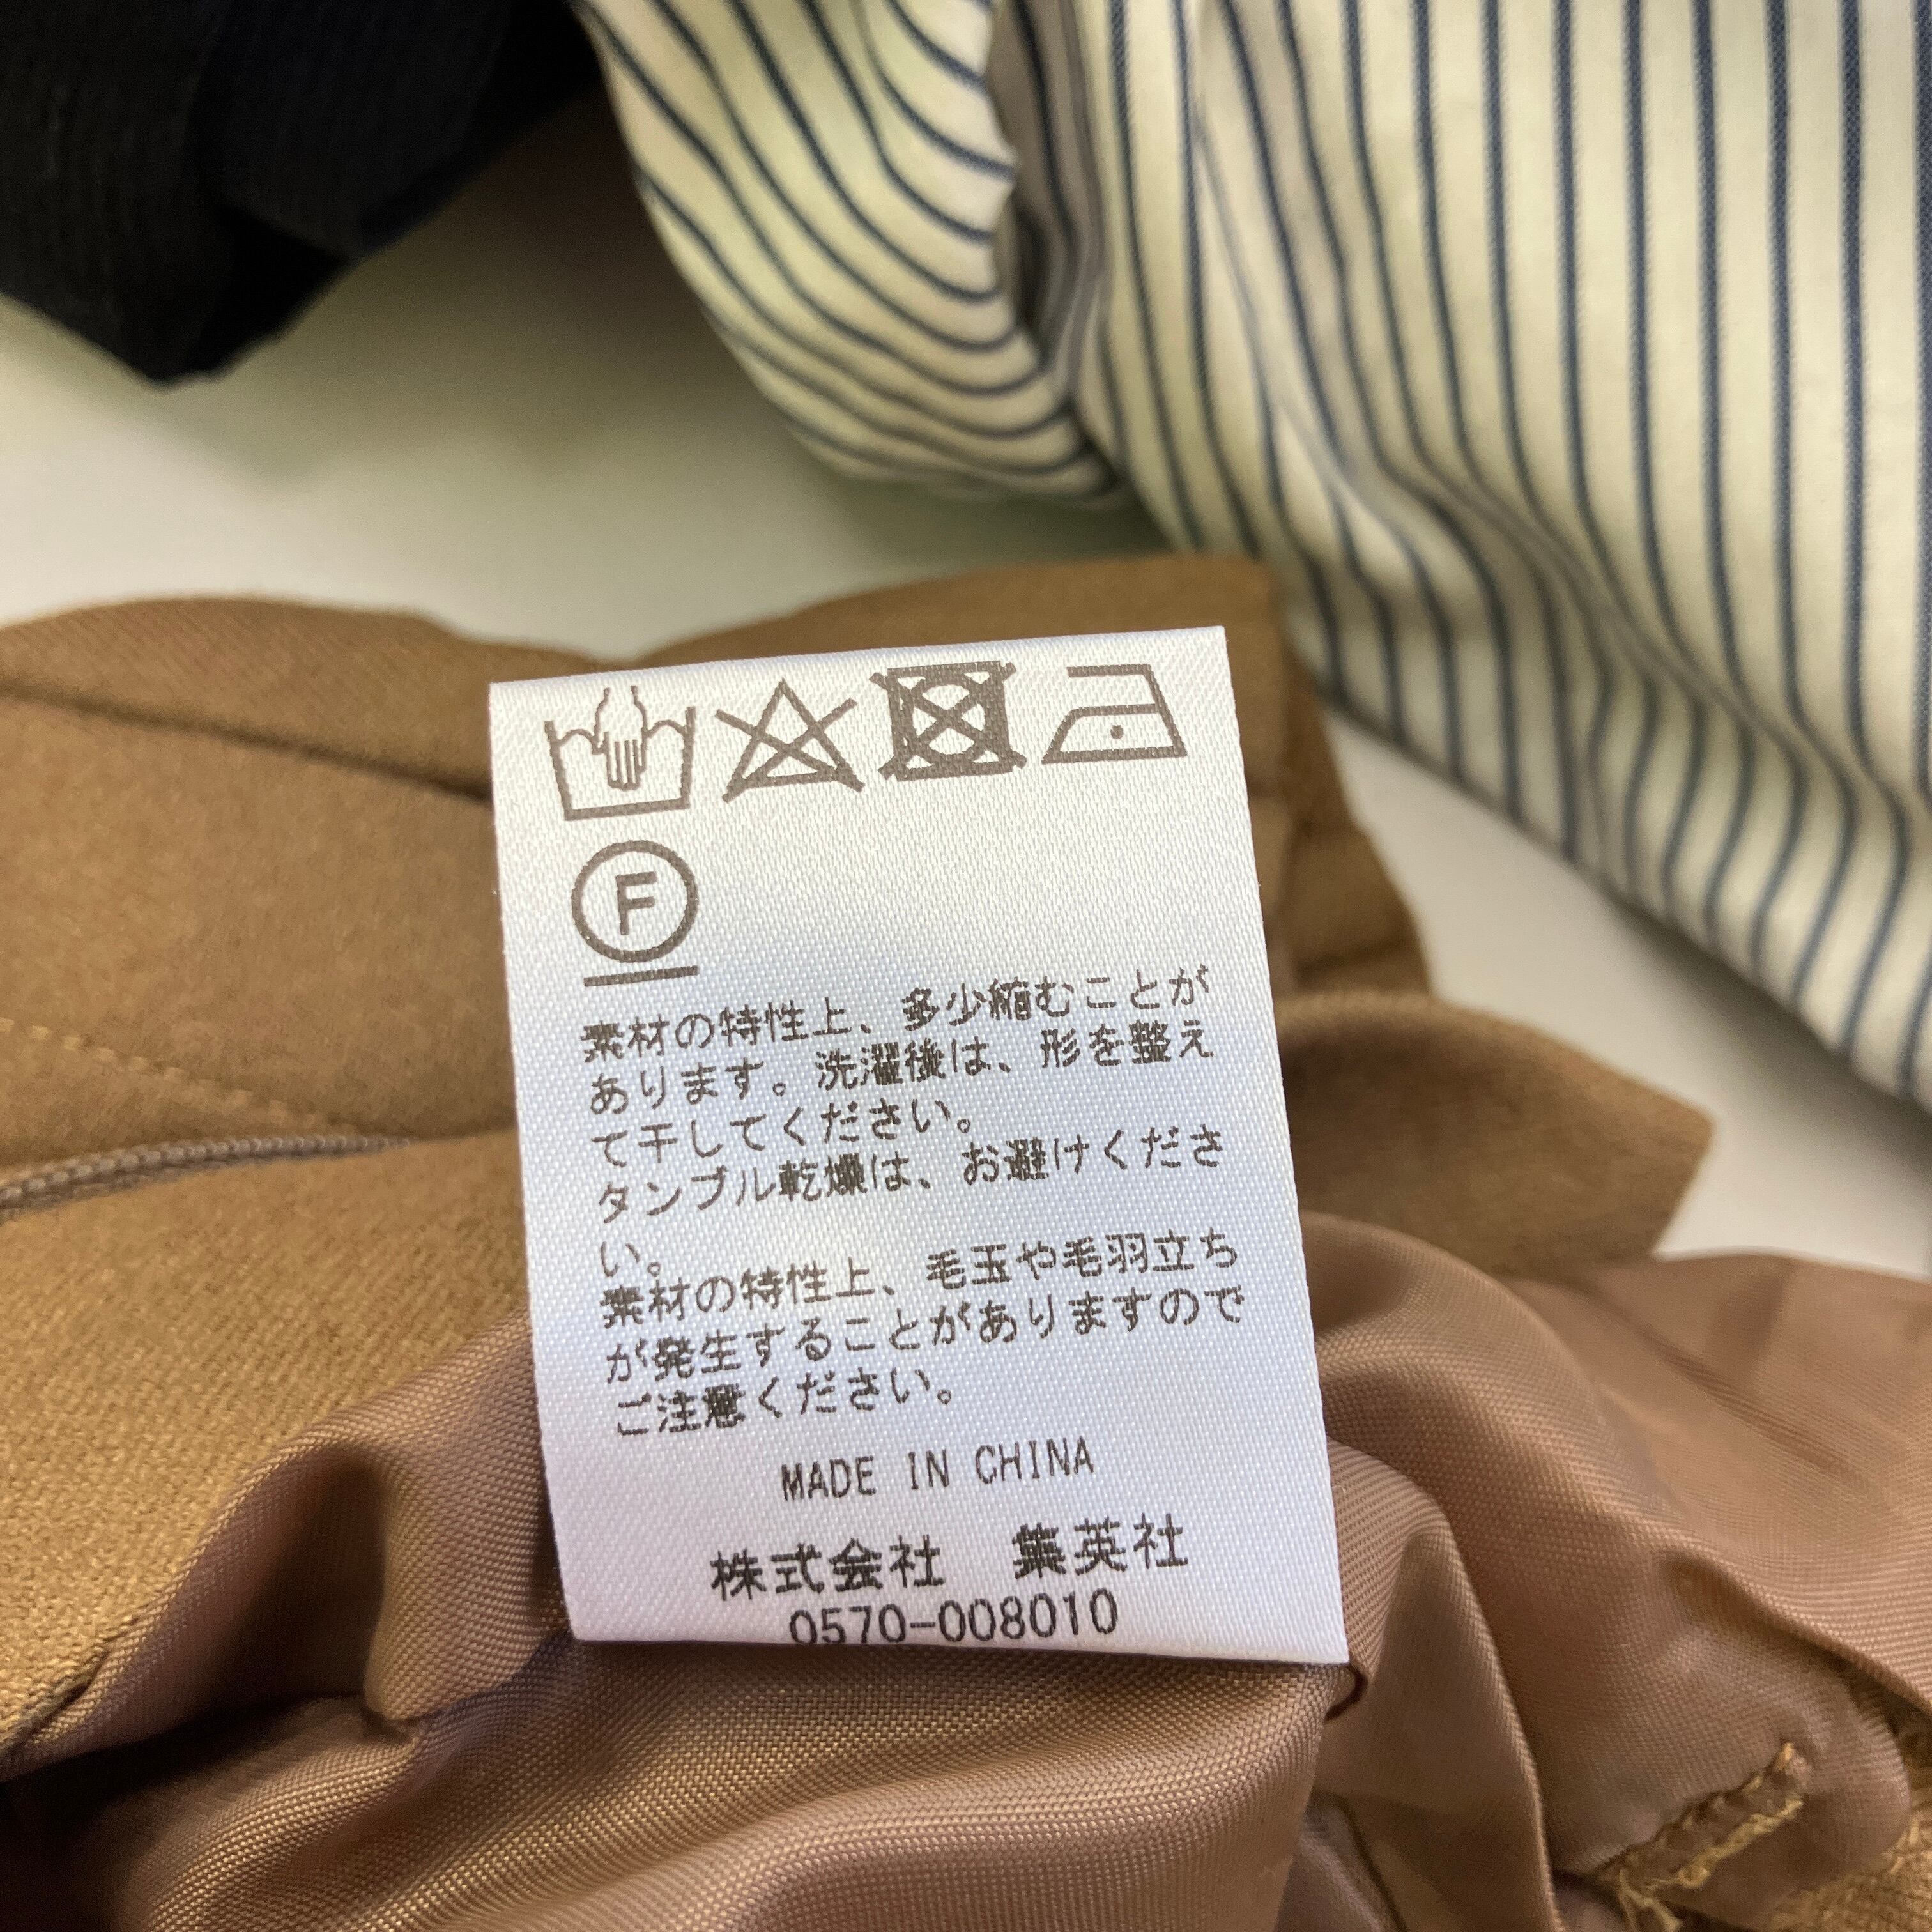 F
素材の特性上、多少縮むことが
あります。洗濯後は、形を整え
て干してください。
タンブル乾燥は、お避けくださ
い。
素材の特性上、毛玉や毛羽立ち
が発生することがありますので
ご注意ください。
MADE IN CHINA
株式会社 集英社
0570-008010